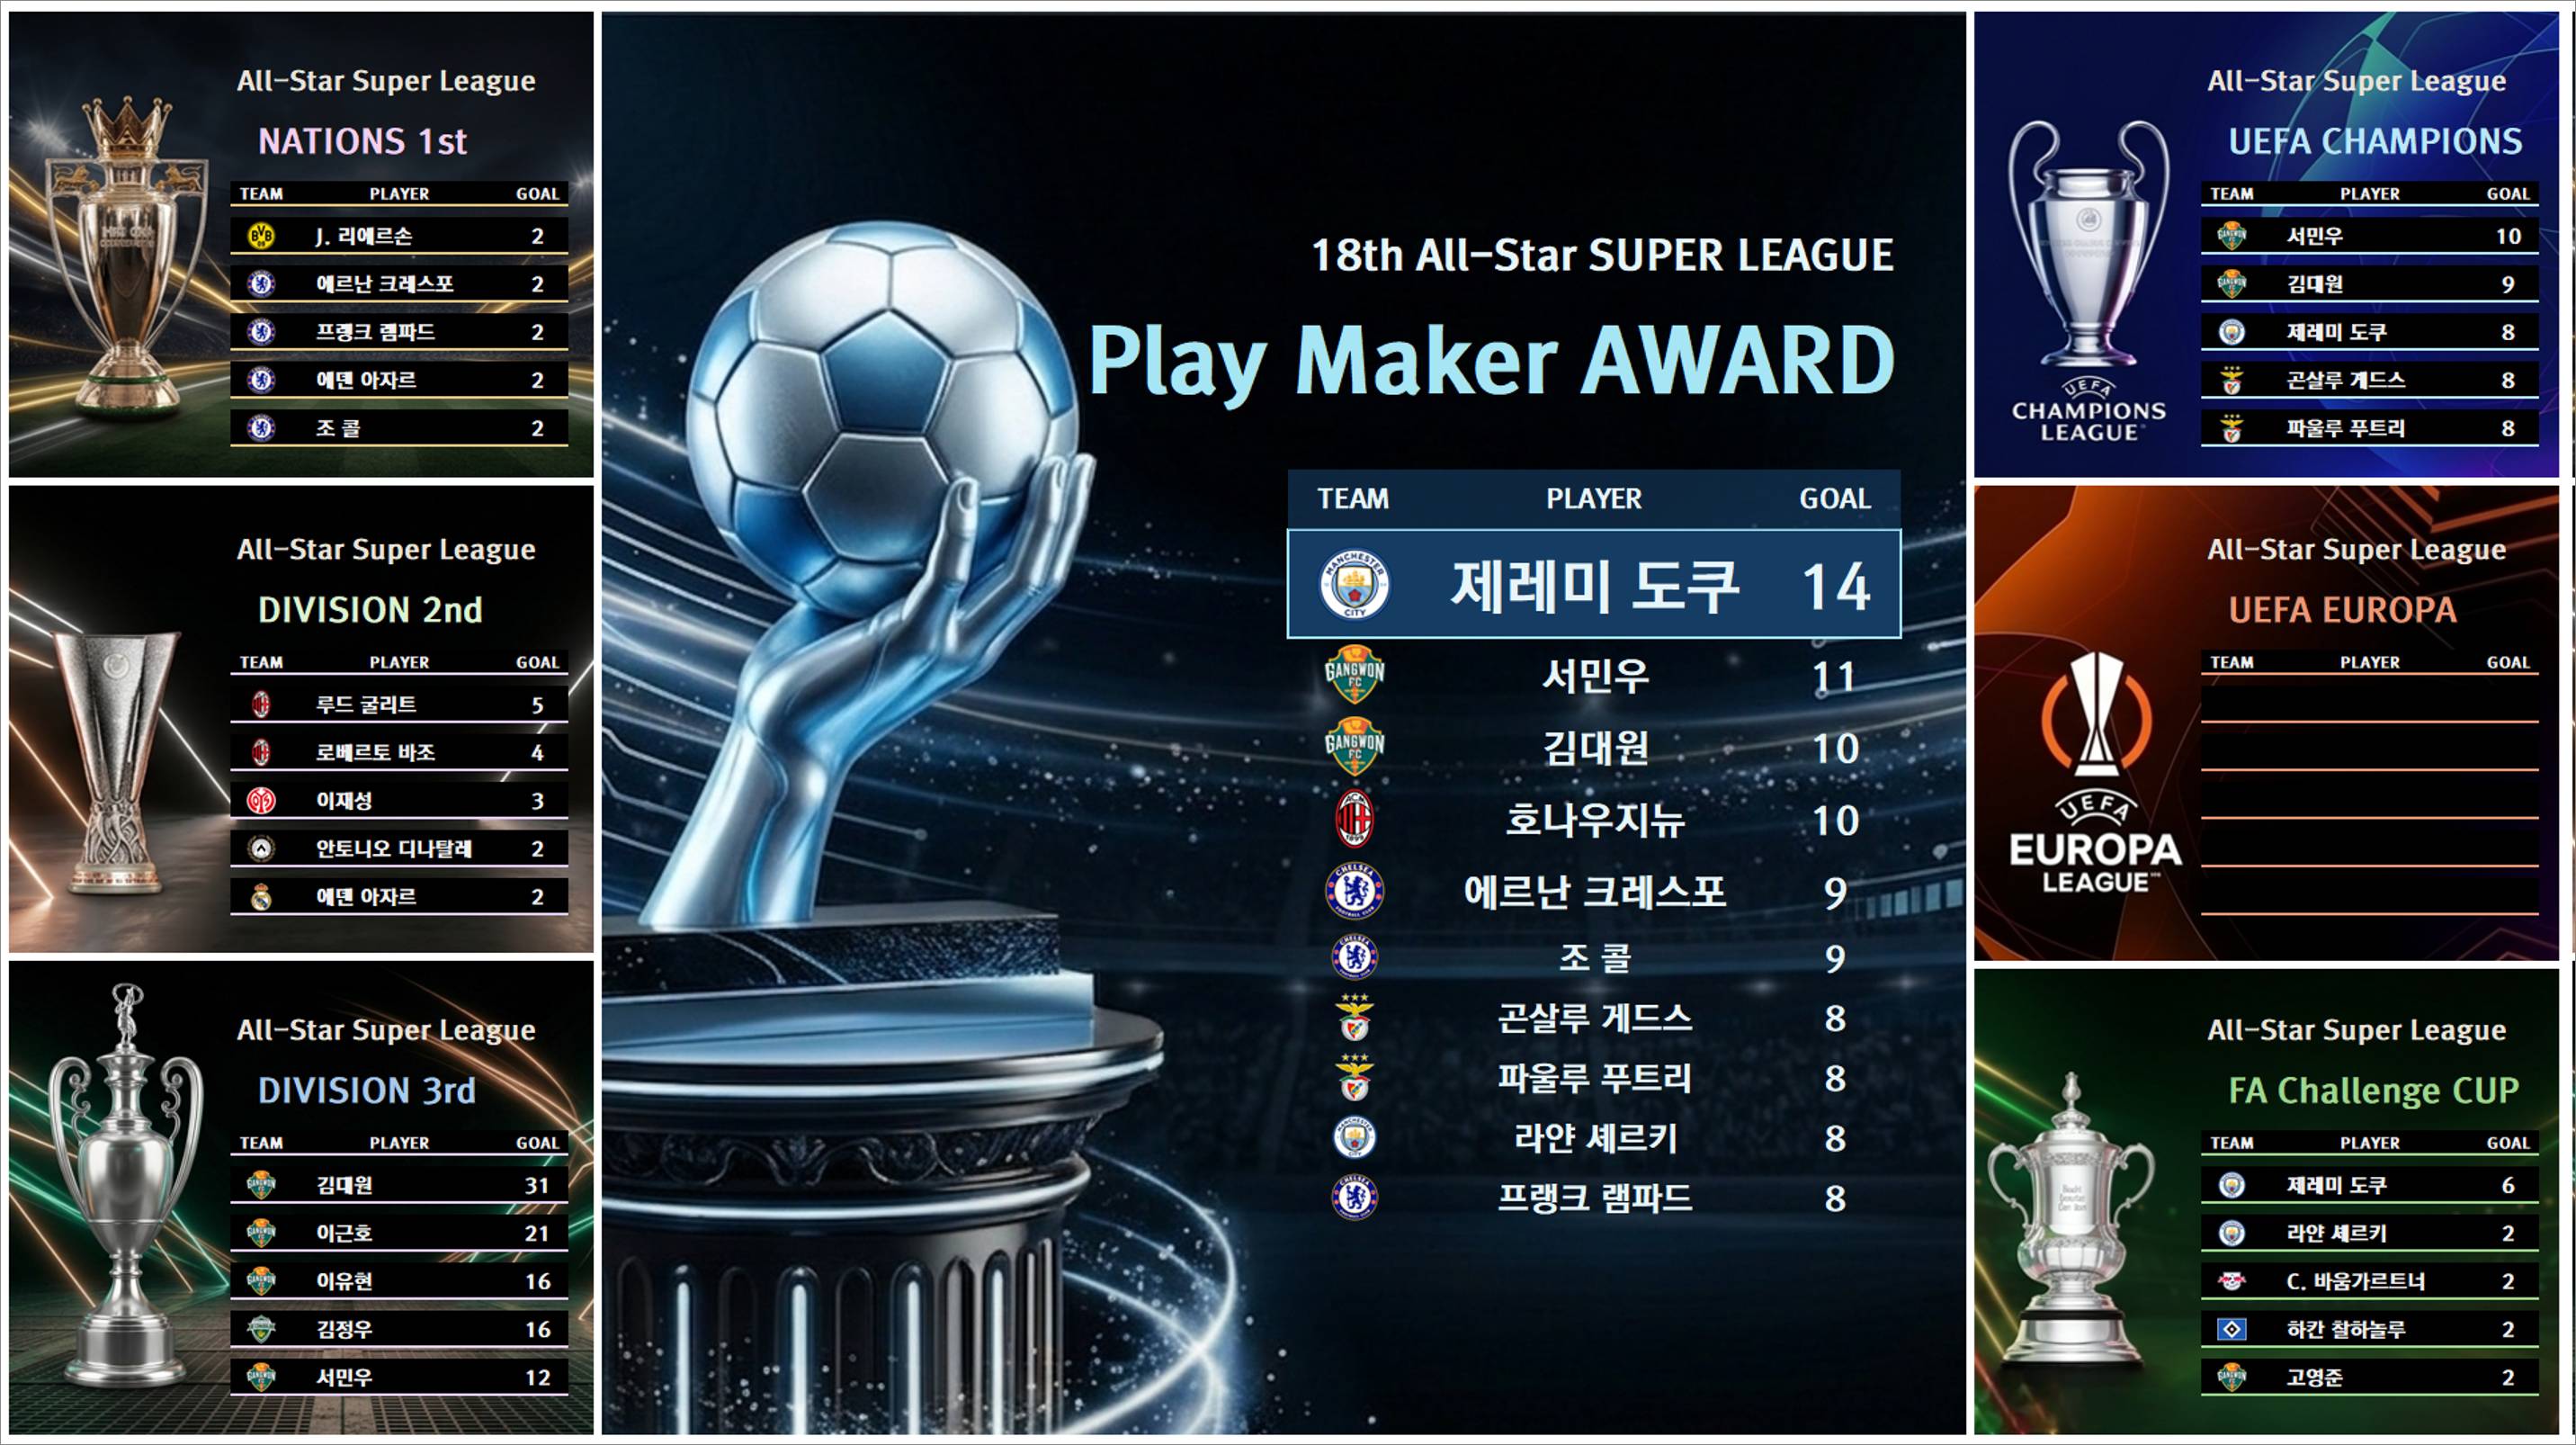 All-Star Super League
NATIONS 1st
TEAM PLAYER GOAL
J. 리에르손 2
에르난 크레스포 2
프랭크 램파드 2
에덴 아자르 2
조 콜 2
All-Star Super League
DIVISION 2nd
TEAM PLAYER GOAL
루드 굴리트 5
로베르토 바조 4
이재성 3
안토니오 디나탈레 2
에덴 아자르 2
All-Star Super League
DIVISION 3rd
TEAM PLAYER GOAL
김대원 31
이근호 21
이유현 16
김정우 16
서민우 12
18th All-Star SUPER LEAGUE
Play Maker AWARD
TEAM PLAYER GOAL
MANCHESTER CITY 제레미 도쿠 14
GANGWON FC 서민우 11
GANGWON FC 김대원 10
ACM 1899 호나우지뉴 10
CHELSEA FOOTBALL CLUB 에르난 크레스포 9
조 콜 9
곤살루 게드스 8
파울루 푸트리 8
라얀 셰르키 8
프랭크 램파드 8
All-Star Super League
UEFA CHAMPIONS
TEAM PLAYER GOAL
서민우 10
김대원 9
제레미 도쿠 8
곤살루 게드스 8
파울루 푸트리 8
UEFA
CHAMPIONS
LEAGUE
All-Star Super League
UEFA EUROPA
TEAM PLAYER GOAL
UEFA
EUROPA
LEAGUE
All-Star Super League
FA Challenge CUP
TEAM PLAYER GOAL
제레미 도쿠 6
라얀 셰르키 2
C. 바움가르트너 2
하칸 찰하놀루 2
고영준 2